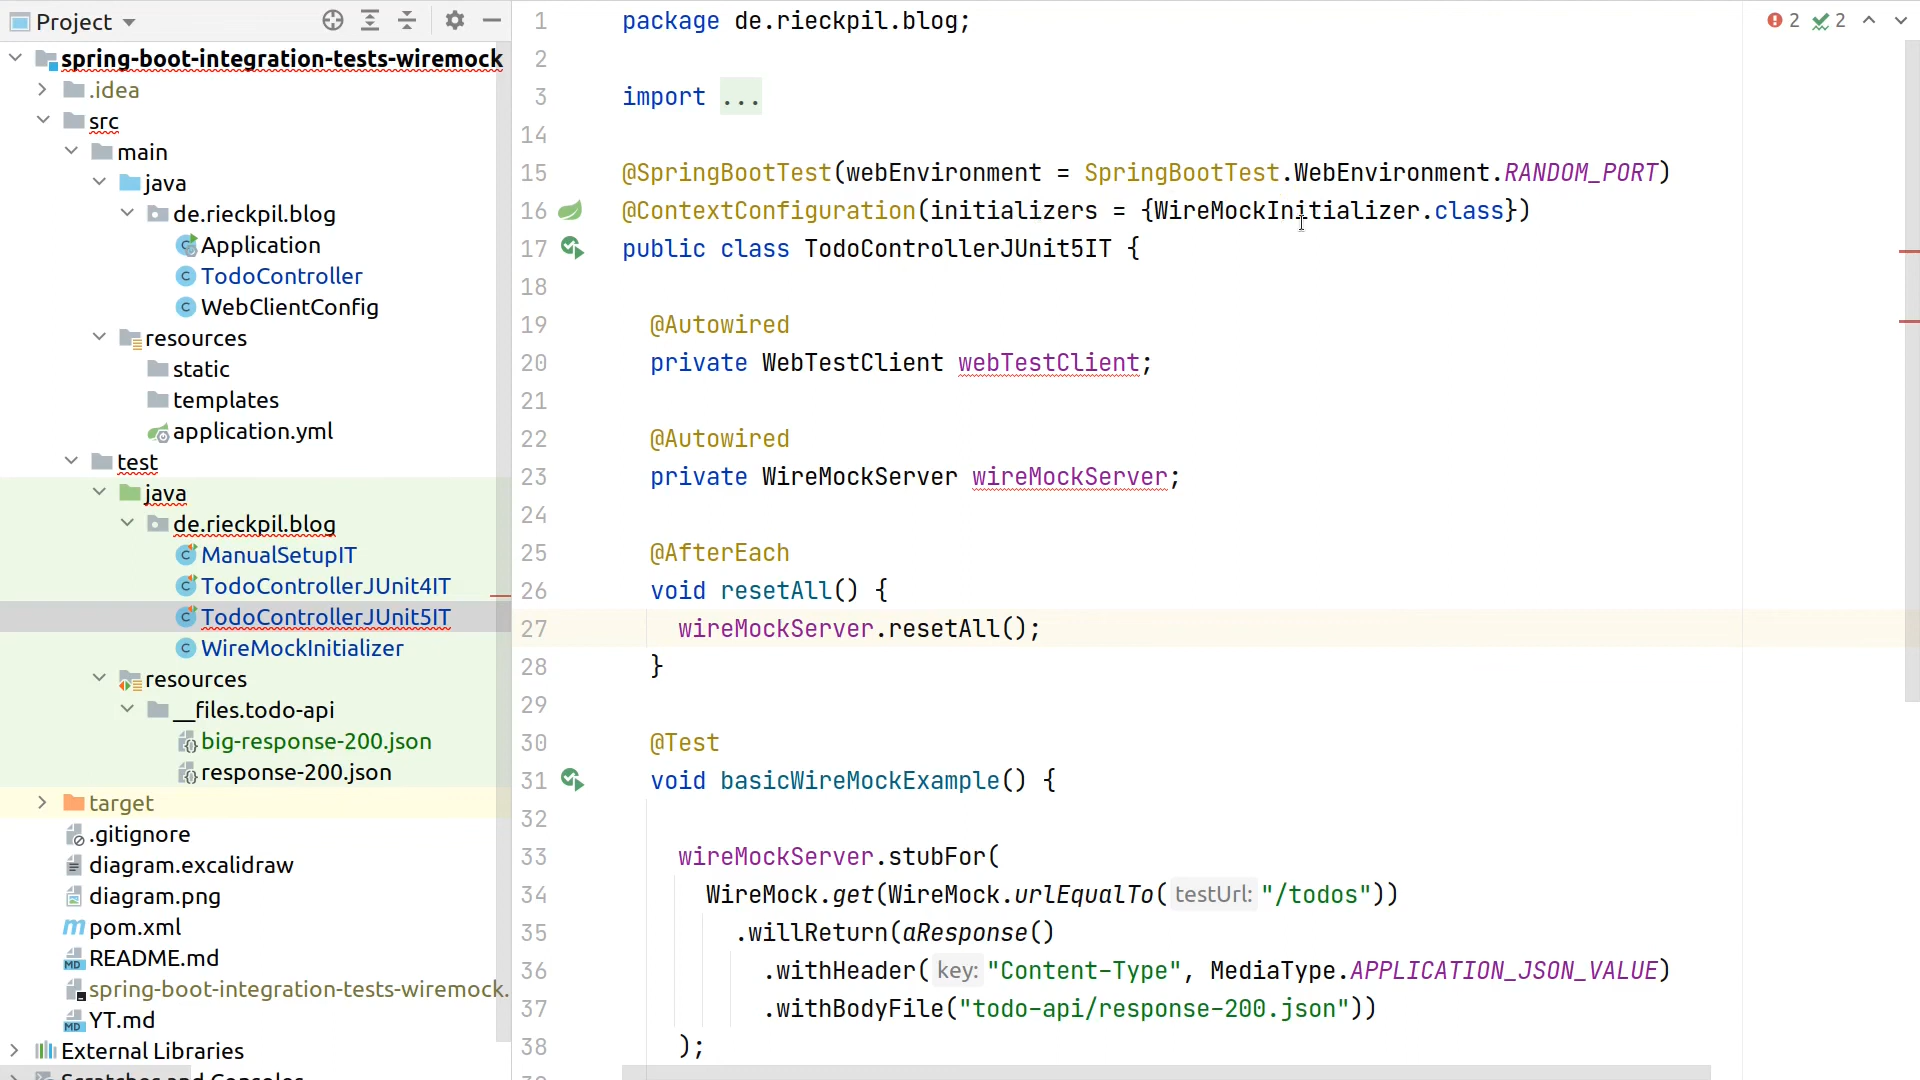 Project
spring-boot-integration-tests-wiremock
.idea
src
main
java
de.rieckpil.blog
Application
TodoController
WebClientConfig
resources
static
templates
application.yml
test
java
de.rieckpil.blog
ManualSetupIT
TodoControllerJUnit4IT
TodoControllerJUnit5IT
WireMockInitializer
resources
__files.todo-api
big-response-200.json
response-200.json
target
.gitignore
diagram.excalidraw
diagram.png
pom.xml
README.md
spring-boot-integration-tests-wiremock.
YT.md
External Libraries
Scratches and Consoles
2 2
1 package de.rieckpil.blog;
2
3 import ...
14
15 @SpringBootTest(webEnvironment = SpringBootTest.WebEnvironment.RANDOM_PORT)
16 @ContextConfiguration(initializers = {WireMockInitializer.class})
17 public class TodoControllerJUnit5IT {
18
19 @Autowired
20 private WebTestClient webTestClient;
21
22 @Autowired
23 private WireMockServer wireMockServer;
24
25 @AfterEach
26 void resetAll() {
27 wireMockServer.resetAll();
28 }
29
30 @Test
31 void basicWireMockExample() {
32
33 wireMockServer.stubFor(
34 WireMock.get(WireMock.urlEqualTo( testUrl: "/todos"))
35 .willReturn(aResponse()
36 .withHeader( key: "Content-Type", MediaType.APPLICATION_JSON_VALUE)
37 .withBodyFile("todo-api/response-200.json"))
38 );